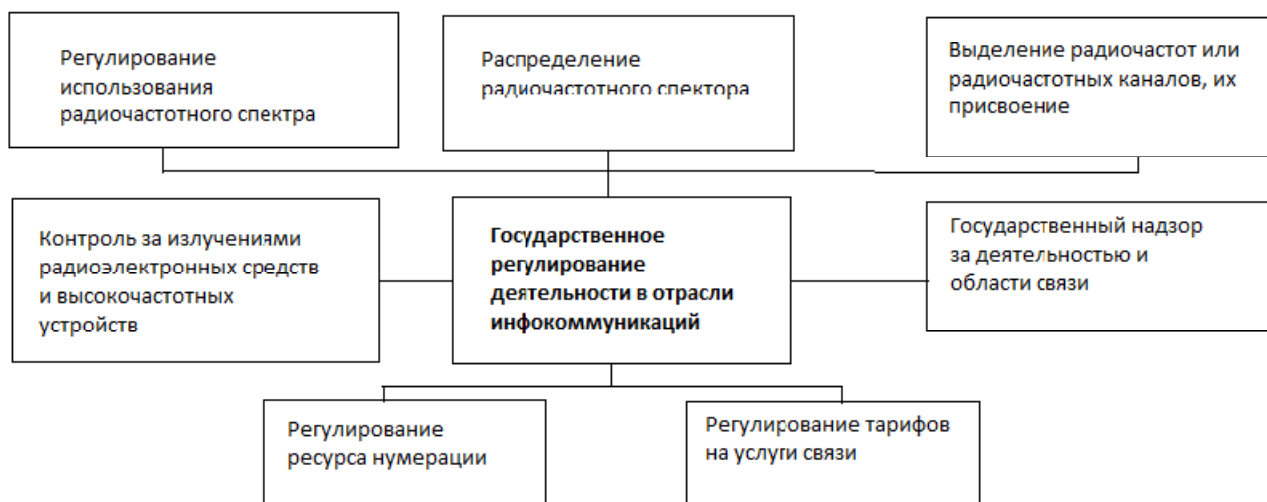 Регулирование
использования
радиочастотного спектра
Распределение
радиочастотного спектора
Выделение радиочастот или
радиочастотных каналов, их
присвоение
Контроль за излучениями
радиоэлектронных средств
и высокочастотных
устройств
Государственное
регулирование
деятельности в отрасли
инфокоммуникаций
Государственный надзор
за деятельностью и
области связи
Регулирование
ресурса нумерации
Регулирование тарифов
на услуги связи